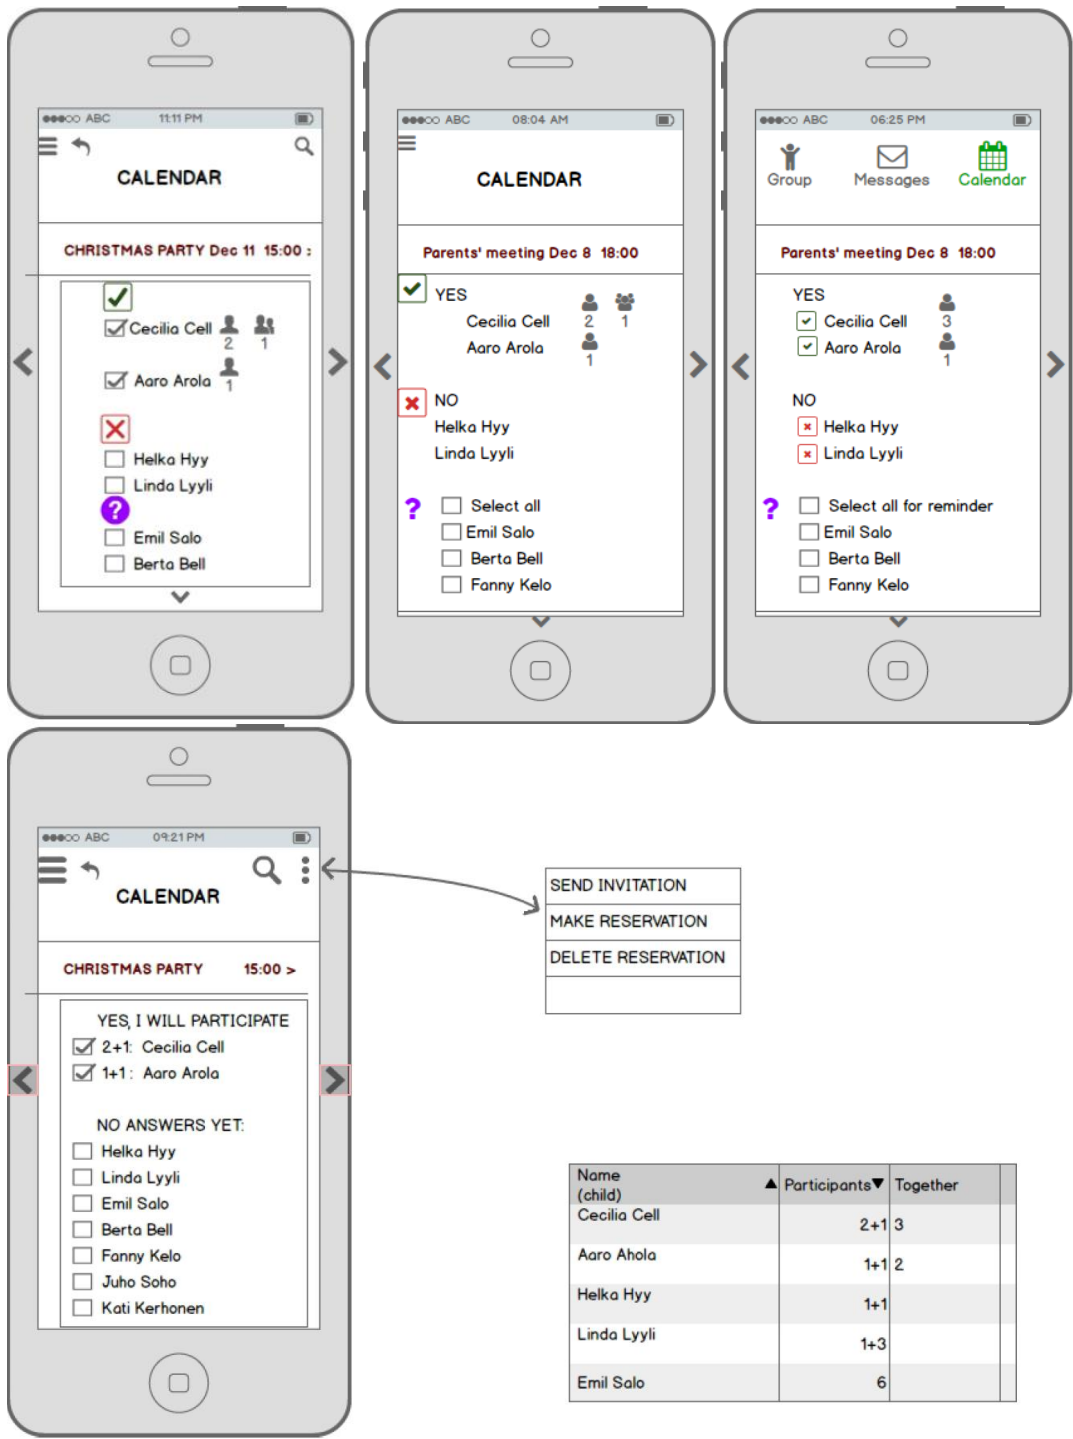 ABC 11:11 PM
CALENDAR
CHRISTMAS PARTY Dec 11 15:00 :
Cecilia Cell
2 1
Aaro Arola 1
Helka Hyy
Linda Lyyli
?
Emil Salo
Berta Bell
ABC 08:04 AM
CALENDAR
Parents' meeting Dec 8 18:00
YES
Cecilia Cell 2 1
Aaro Arola
1
NO
Helka Hyy
Linda Lyyli
? Select all
Emil Salo
Berta Bell
Fanny Kelo
ABC 06:25 PM
Group Messages Calendar
Parents' meeting Dec 8 18:00
YES
Cecilia Cell 3
Aaro Arola
1
NO
Helka Hyy
Linda Lyyli
? Select all for reminder
Emil Salo
Berta Bell
Fanny Kelo
ABC 09:21 PM
CALENDAR
CHRISTMAS PARTY 15:00 >
YES, I WILL PARTICIPATE
2+1: Cecilia Cell
1+1 : Aaro Arola
NO ANSWERS YET:
Helka Hyy
Linda Lyyli
Emil Salo
Berta Bell
Fanny Kelo
Juho Soho
Kati Kerhonen
SEND INVITATION
MAKE RESERVATION
DELETE RESERVATION
Name
(child) ▲ Participants▼ Together
Cecilia Cell 2+1 3
Aaro Ahola 1+1 2
Helka Hyy 1+1
Linda Lyyli 1+3
Emil Salo 6